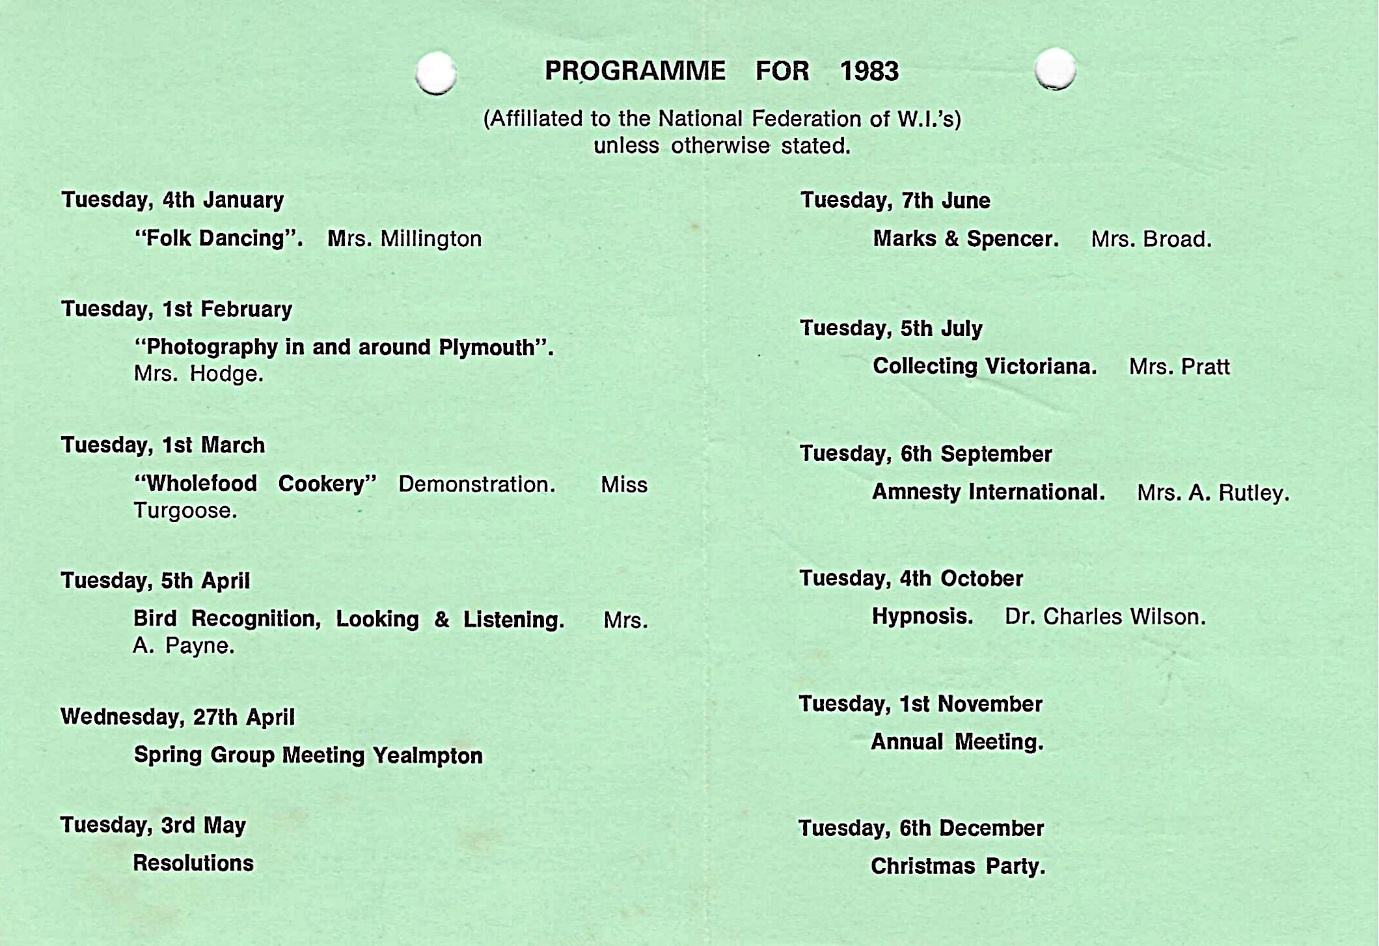 PROGRAMME FOR 1983
(Affiliated to the National Federation of W.I.'s)
unless otherwise stated.
Tuesday, 4th January
“Folk Dancing”. Mrs. Millington
Tuesday, 1st February
“Photography in and around Plymouth”.
Mrs. Hodge.
Tuesday, 1st March
“Wholefood Cookery” Demonstration. Miss
Turgoose.
Tuesday, 5th April
Bird Recognition, Looking & Listening. Mrs.
A. Payne.
Wednesday, 27th April
Spring Group Meeting Yealmpton
Tuesday, 3rd May
Resolutions
Tuesday, 7th June
Marks & Spencer. Mrs. Broad.
Tuesday, 5th July
Collecting Victoriana. Mrs. Pratt
Tuesday, 6th September
Amnesty International. Mrs. A. Rutley.
Tuesday, 4th October
Hypnosis. Dr. Charles Wilson.
Tuesday, 1st November
Annual Meeting.
Tuesday, 6th December
Christmas Party.